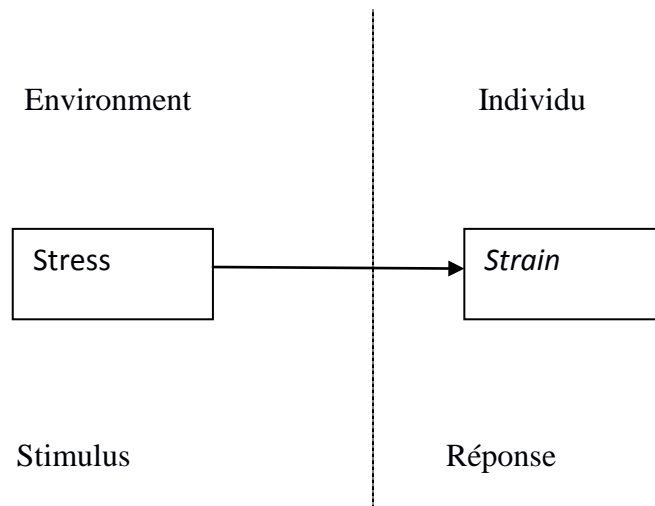 Environment
Individu
Stress
Strain
Stimulus
Réponse